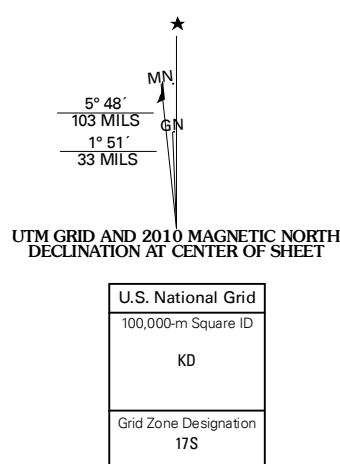 ★
MN
5° 48´
103 MILS
GN
1° 51´
33 MILS
UTM GRID AND 2010 MAGNETIC NORTH
DECLINATION AT CENTER OF SHEET
U.S. National Grid
100,000-m Square ID
KD
Grid Zone Designation
17S